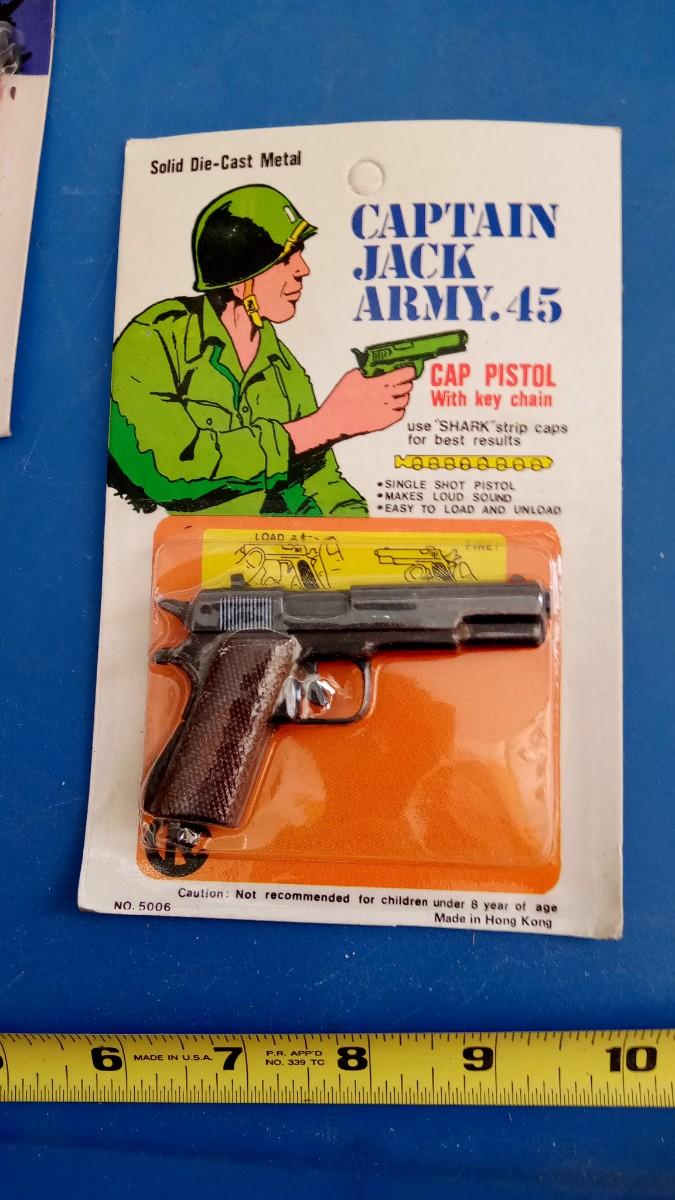 Solid Die-Cast Metal
CAPTAIN
JACK
ARMY.45
CAP PISTOL
With key chain
use "SHARK" strip caps
for best results
•SINGLE SHOT PISTOL
•MAKES LOUD SOUND
•EASY TO LOAD AND UNLOAD
LOAD
FIRE!
Caution: Not recommended for children under 8 year of age
NO. 5006
Made in Hong Kong
6 MADE IN U.S.A. 7 P.R. APP'D 8 9 10
NO. 339 TC